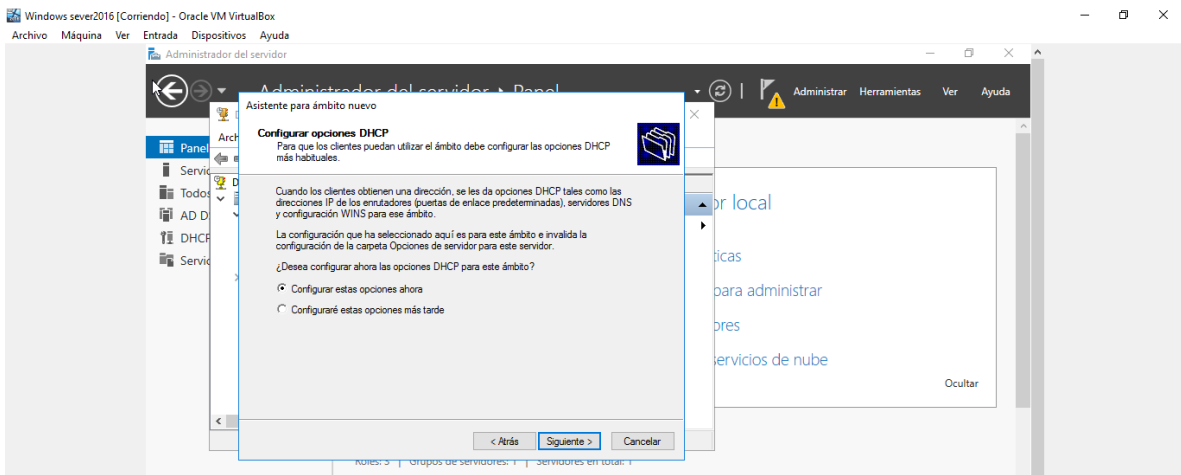 Windows sever2016 [Corriendo] - Oracle VM VirtualBox
Archivo Máquina Ver Entrada Dispositivos Ayuda
Administrador del servidor
Administrador del servidor Panel
Administrar Herramientas Ver Ayuda
Asistente para ámbito nuevo
Arch
Configurar opciones DHCP
Para que los clientes puedan utilizar el ámbito debe configurar las opciones DHCP
más habituales.
Panel
Servic
Todos
AD D
DHCP
Servic
D
Cuando los clientes obtienen una dirección, se les da opciones DHCP tales como las
direcciones IP de los enrutadores (puertas de enlace predeterminadas), servidores DNS
y configuración WINS para ese ámbito.
La configuración que ha seleccionado aquí es para este ámbito e invalida la
configuración de la carpeta Opciones de servidor para este servidor.
¿Desea configurar ahora las opciones DHCP para este ámbito?
Configurar estas opciones ahora
Configuraré estas opciones más tarde
< Atrás Siguiente > Cancelar
or local
ticas
para administrar
ores
servicios de nube
Ocultar
Roles: 3 | Grupos de servidores: 1 | Servidores en total: 1